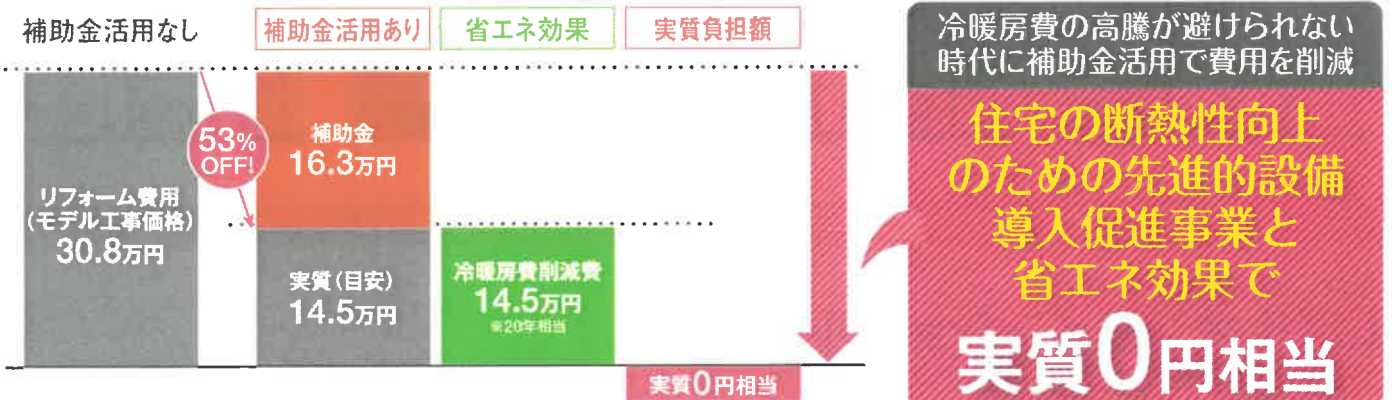 補助金活用なし
補助金活用あり
省エネ効果
実質負担額
リフォーム費用
(モデル工事価格)
30.8万円
53%
OFF!
補助金
16.3万円
実質(目安)
14.5万円
冷暖房費削減費
14.5万円
※20年相当
実質0円相当
冷暖房費の高騰が避けられない
時代に補助金活用で費用を削減
住宅の断熱性向上
のための先進的設備
導入促進事業と
省エネ効果で
実質0円相当